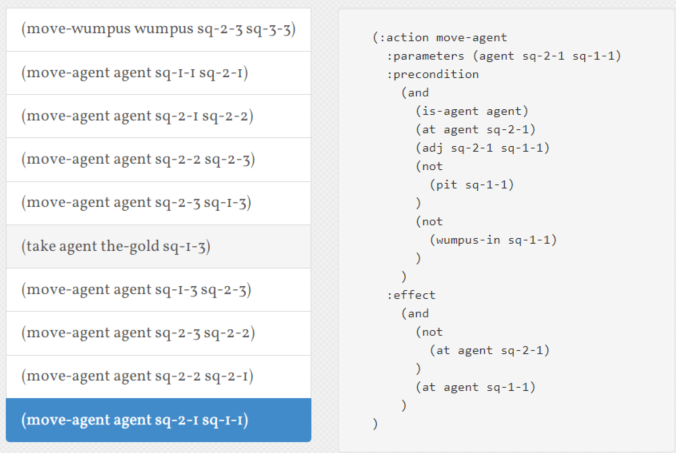 (move-wumpus wumpus sq-2-3 sq-3-3)
(move-agent agent sq-1-1 sq-2-1)
(move-agent agent sq-2-1 sq-2-2)
(move-agent agent sq-2-2 sq-2-3)
(move-agent agent sq-2-3 sq-1-3)
(take agent the-gold sq-1-3)
(move-agent agent sq-1-3 sq-2-3)
(move-agent agent sq-2-3 sq-2-2)
(move-agent agent sq-2-2 sq-2-1)
(move-agent agent sq-2-1 sq-1-1)
(:action move-agent
:parameters (agent sq-2-1 sq-1-1)
:precondition
(and
(is-agent agent)
(at agent sq-2-1)
(adj sq-2-1 sq-1-1)
(not
(pit sq-1-1)
)
(not
(wumpus-in sq-1-1)
)
)
:effect
(and
(not
(at agent sq-2-1)
)
(at agent sq-1-1)
)
)